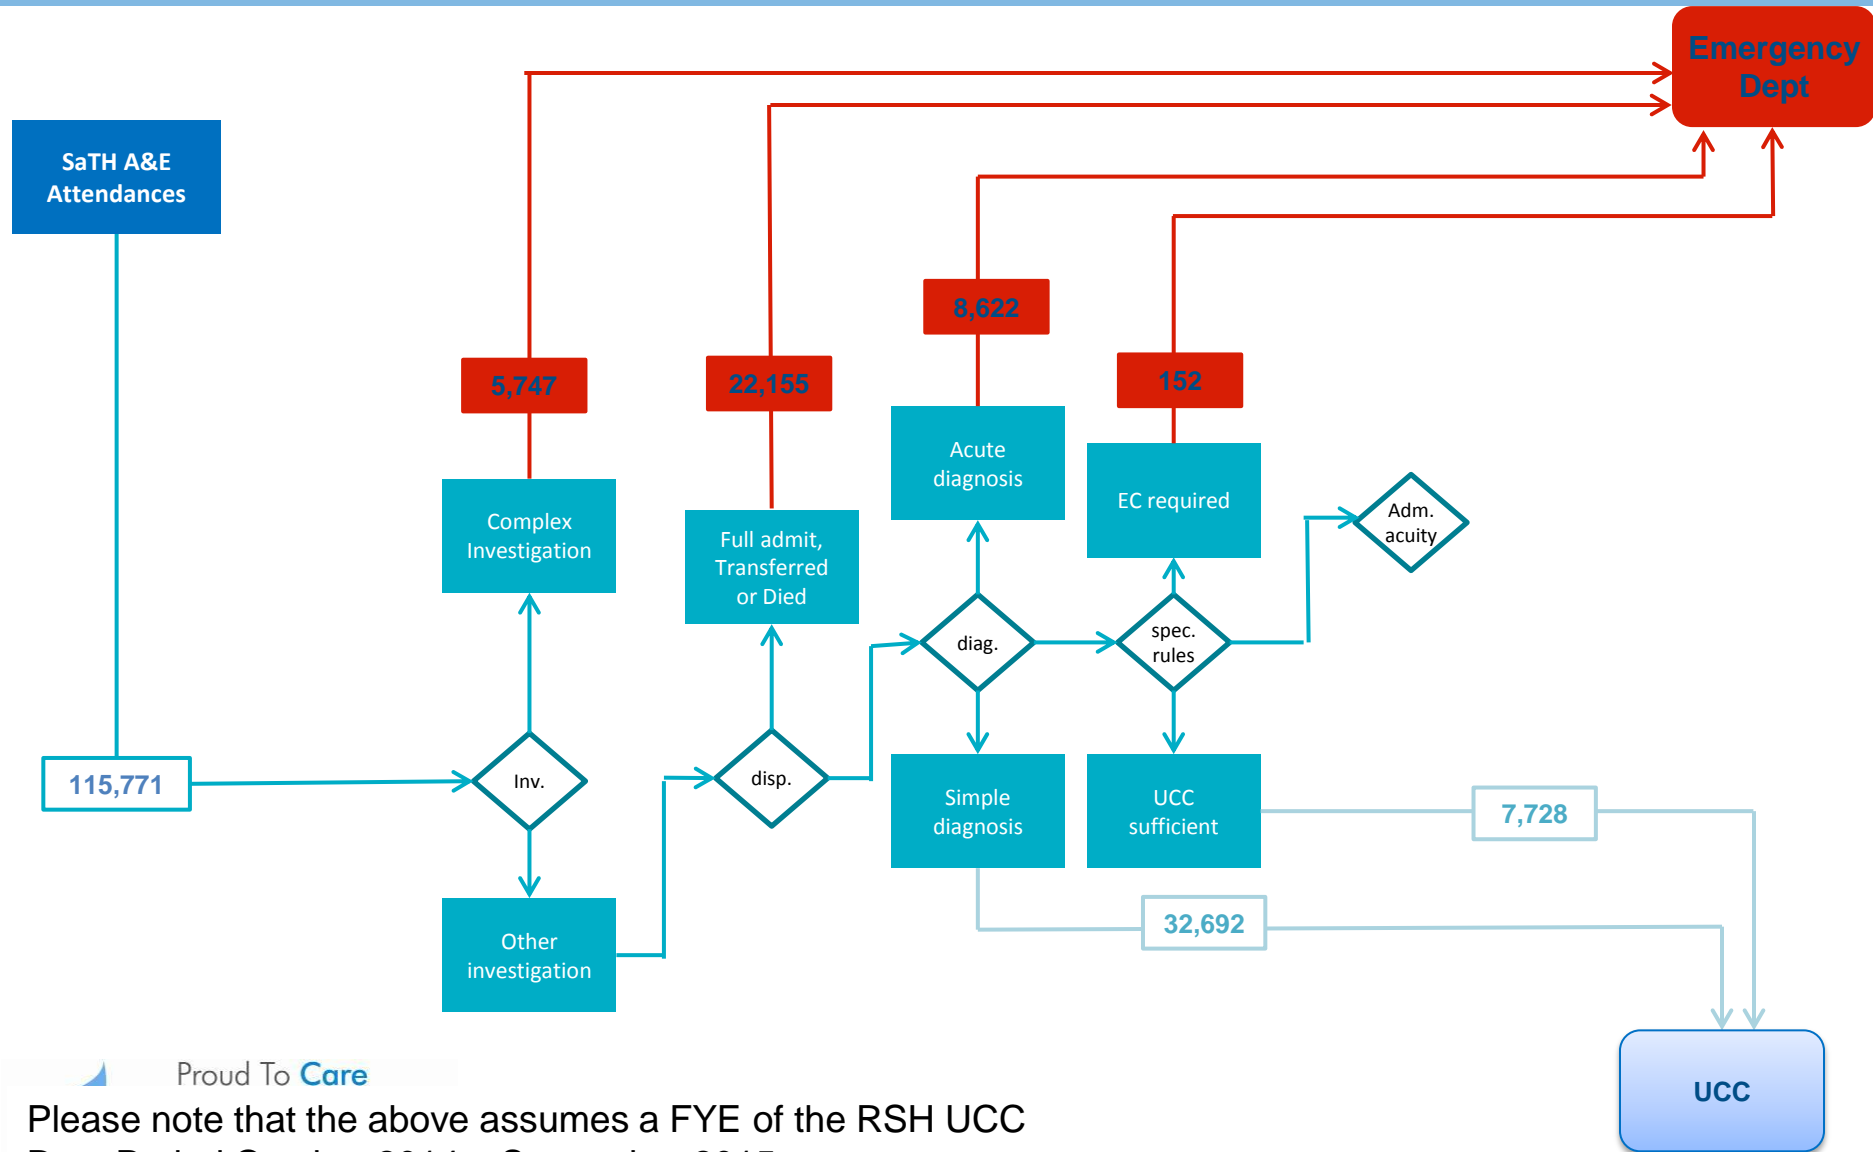 Emergency
Dept
SaTH A&E
Attendances
8,622
5,747
22,155
152
Acute
diagnosis
EC required
Complex
Investigation
Full admit,
Transferred
or Died
Adm.
acuity
diag.
spec.
rules
115,771
Inv.
disp.
Simple
diagnosis
UCC
sufficient
7,728
32,692
Other
investigation
Proud To Care
UCC
Please note that the above assumes a FYE of the RSH UCC